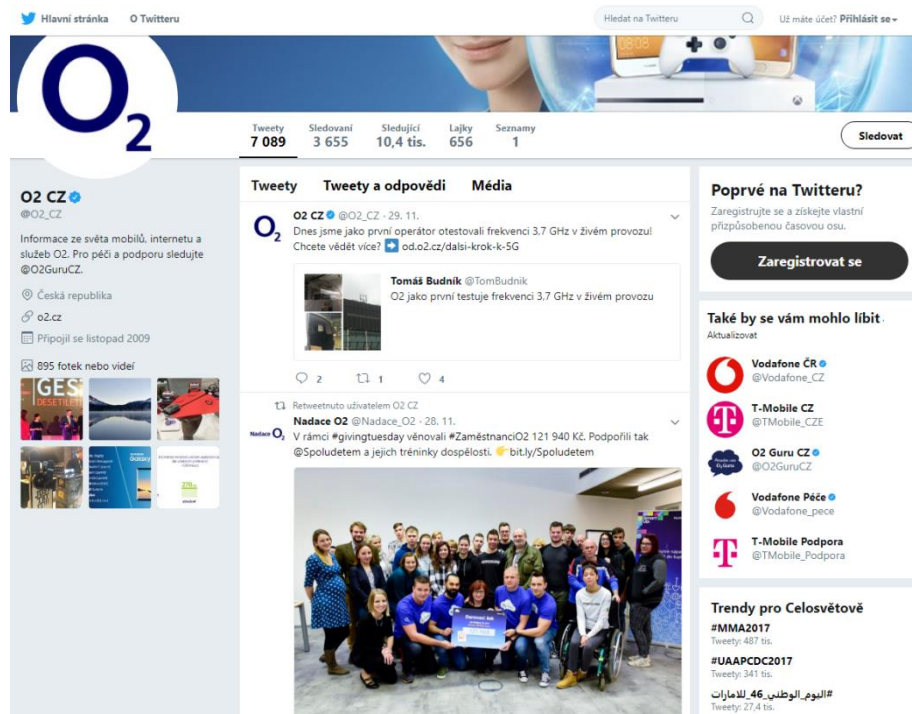 Hlavní stránka O Twitteru
Hledat na Twitteru
Už máte účet? Přihlásit se
08:08
O2
Tweety Sledovaní Sledující Lajky Seznamy
7 089 3 655 10,4 tis. 656 1
Sledovat
O2 CZ
@O2_CZ
Informace ze světa mobilů, internetu a
služeb O2. Pro péči a podporu sledujte
@O2GuruCZ.
Česká republika
o2.cz
Připojil se listopad 2009
895 fotek nebo videí
GES
DESETILET
Galaxy
Tweety Tweety a odpovědi Média
O2
O2 CZ @O2_CZ · 29. 11.
Dnes jsme jako první operátor otestovali frekvenci 3,7 GHz v živém provozu!
Chcete vědět více? od.o2.cz/dalsi-krok-k-5G
Tomáš Budník @TomBudnik
O2 jako první testuje frekvenci 3,7 GHz v živém provozu
2 1 4
Retweetnuto uživatelem O2 CZ
Nadace O2
Nadace O2 @Nadace_O2 · 28. 11.
V rámci #givingtuesday věnovali #ZaměstnanciO2 121 940 Kč. Podpořili tak
@Spoludetem a jejich tréninky dospělosti. bit.ly/Spoludetem
Poprvé na Twitteru?
Zaregistrujte se a získejte vlastní
přizpůsobenou časovou osu.
Zaregistrovat se
Také by se vám mohlo líbit ·
Aktualizovat
Vodafone ČR
@Vodafone_CZ
T-Mobile CZ
@TMobile_CZE
O2 Guru CZ
@O2GuruCZ
Vodafone Péče
@Vodafone_pece
T-Mobile Podpora
@TMobile_Podpora
Trendy pro Celosvětově
#MMA2017
Tweety: 487 tis.
#UAAPCDC2017
Tweety: 341 tis.
#اليوم_الوطني_46_للامارات
Tweety: 27,4 tis.